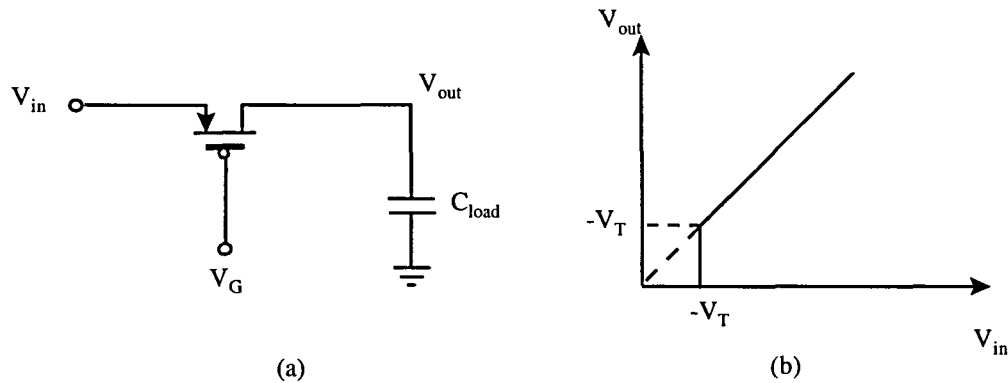 V_in
V_out
C_load
V_G
(a)
V_out
-V_T
-V_T
V_in
(b)